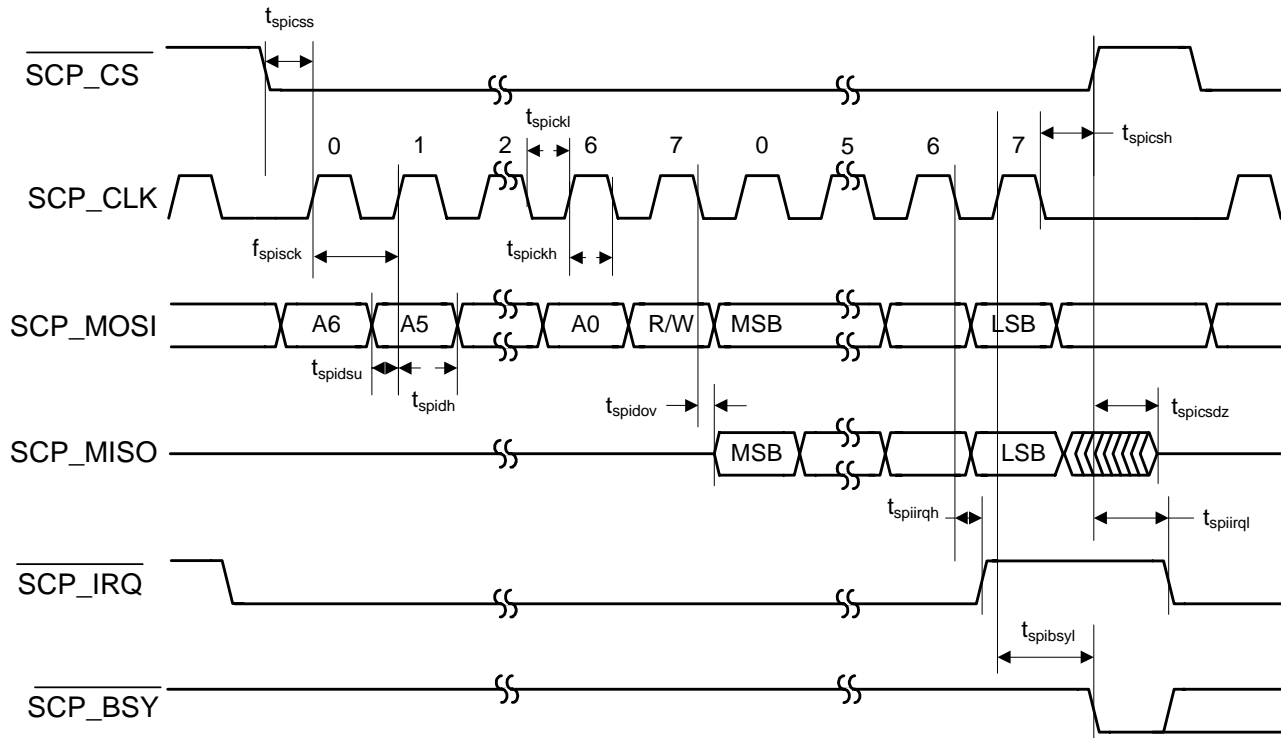 t_spicss
SCP_CS
t_spickl
t_spicsh
0 1 2 6 7 0 5 6 7
SCP_CLK
f_spisck
t_spickh
SCP_MOSI
A6 A5 A0 R/W MSB LSB
t_spidsu
t_spidh
t_spidov
t_spicsdz
SCP_MISO
MSB LSB
t_spiirqh
t_spiirql
SCP_IRQ
t_spibsyl
SCP_BSY